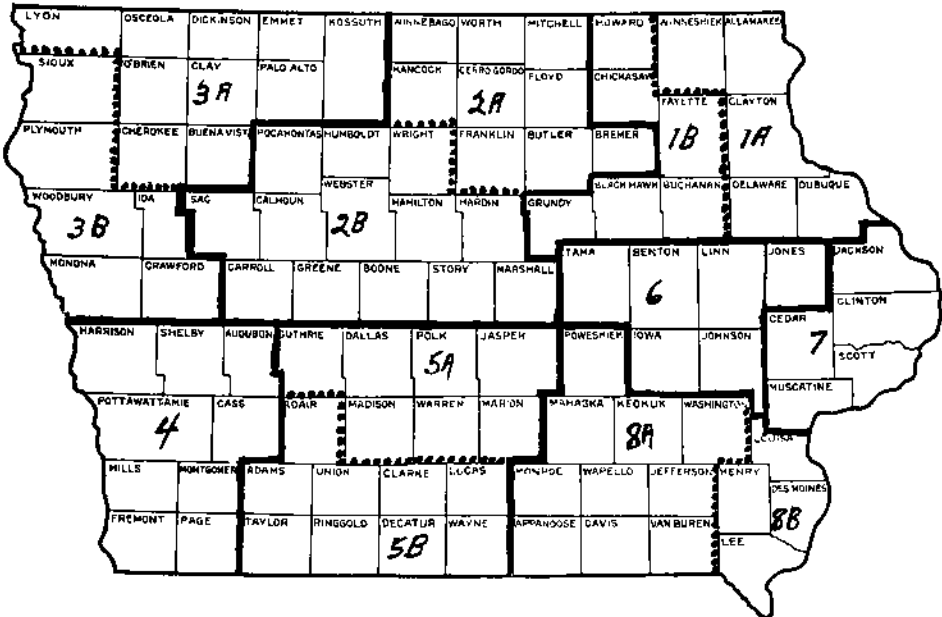 LYON OSCEOLA DICKINSON EMMET KOSSUTH WINNEBAGO WORTH MITCHELL HOWARD WINNESHIEK ALLAMAKEE
SIOUX O'BRIEN CLAY PALO ALTO HANCOCK CERRO GORDO FLOYD CHICKASAW
3A 2A
PLYMOUTH CHEROKEE BUENA VIST POCAHONTAS HUMBOLDT WRIGHT FRANKLIN BUTLER BREMER FAYETTE CLAYTON
1B 1A
WOODBURY IDA SAC CALHOUN WEBSTER HAMILTON HARDIN GRUNDY BLACK HAWK BUCHANAN DELAWARE DUBUQUE
3B 2B
MONONA CRAWFORD CARROLL GREENE BOONE STORY MARSHALL TAMA BENTON LINN JONES JACKSON
6
CLINTON
HARRISON SHELBY AUDUBON GUTHRIE DALLAS POLK JASPER POWESHIEK IOWA JOHNSON CEDAR
5A 7
SCOTT
MUSCATINE
POTTAWATTAMIE CASS ADAIR MADISON WARREN MARION MAHASKA KEOKUK WASHINGTON
4 8A
LOUISA
MILLS MONTGOMERY ADAMS UNION CLARKE LUCAS MONROE WAPELLO JEFFERSON HENRY
DES MOINES
8B
FREMONT PAGE TAYLOR RINGGOLD DECATUR WAYNE APPANOOSE DAVIS VAN BUREN
5B
LEE